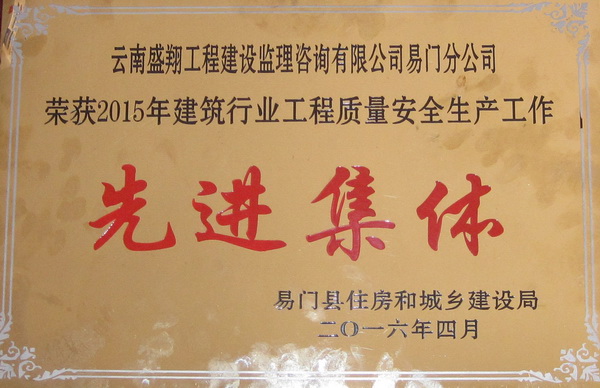 云南盛翔工程建设监理咨询有限公司易门分公司
荣获2015年建筑行业工程质量安全生产工作
先进集体
易门县住房和城乡建设局
二〇一六年四月